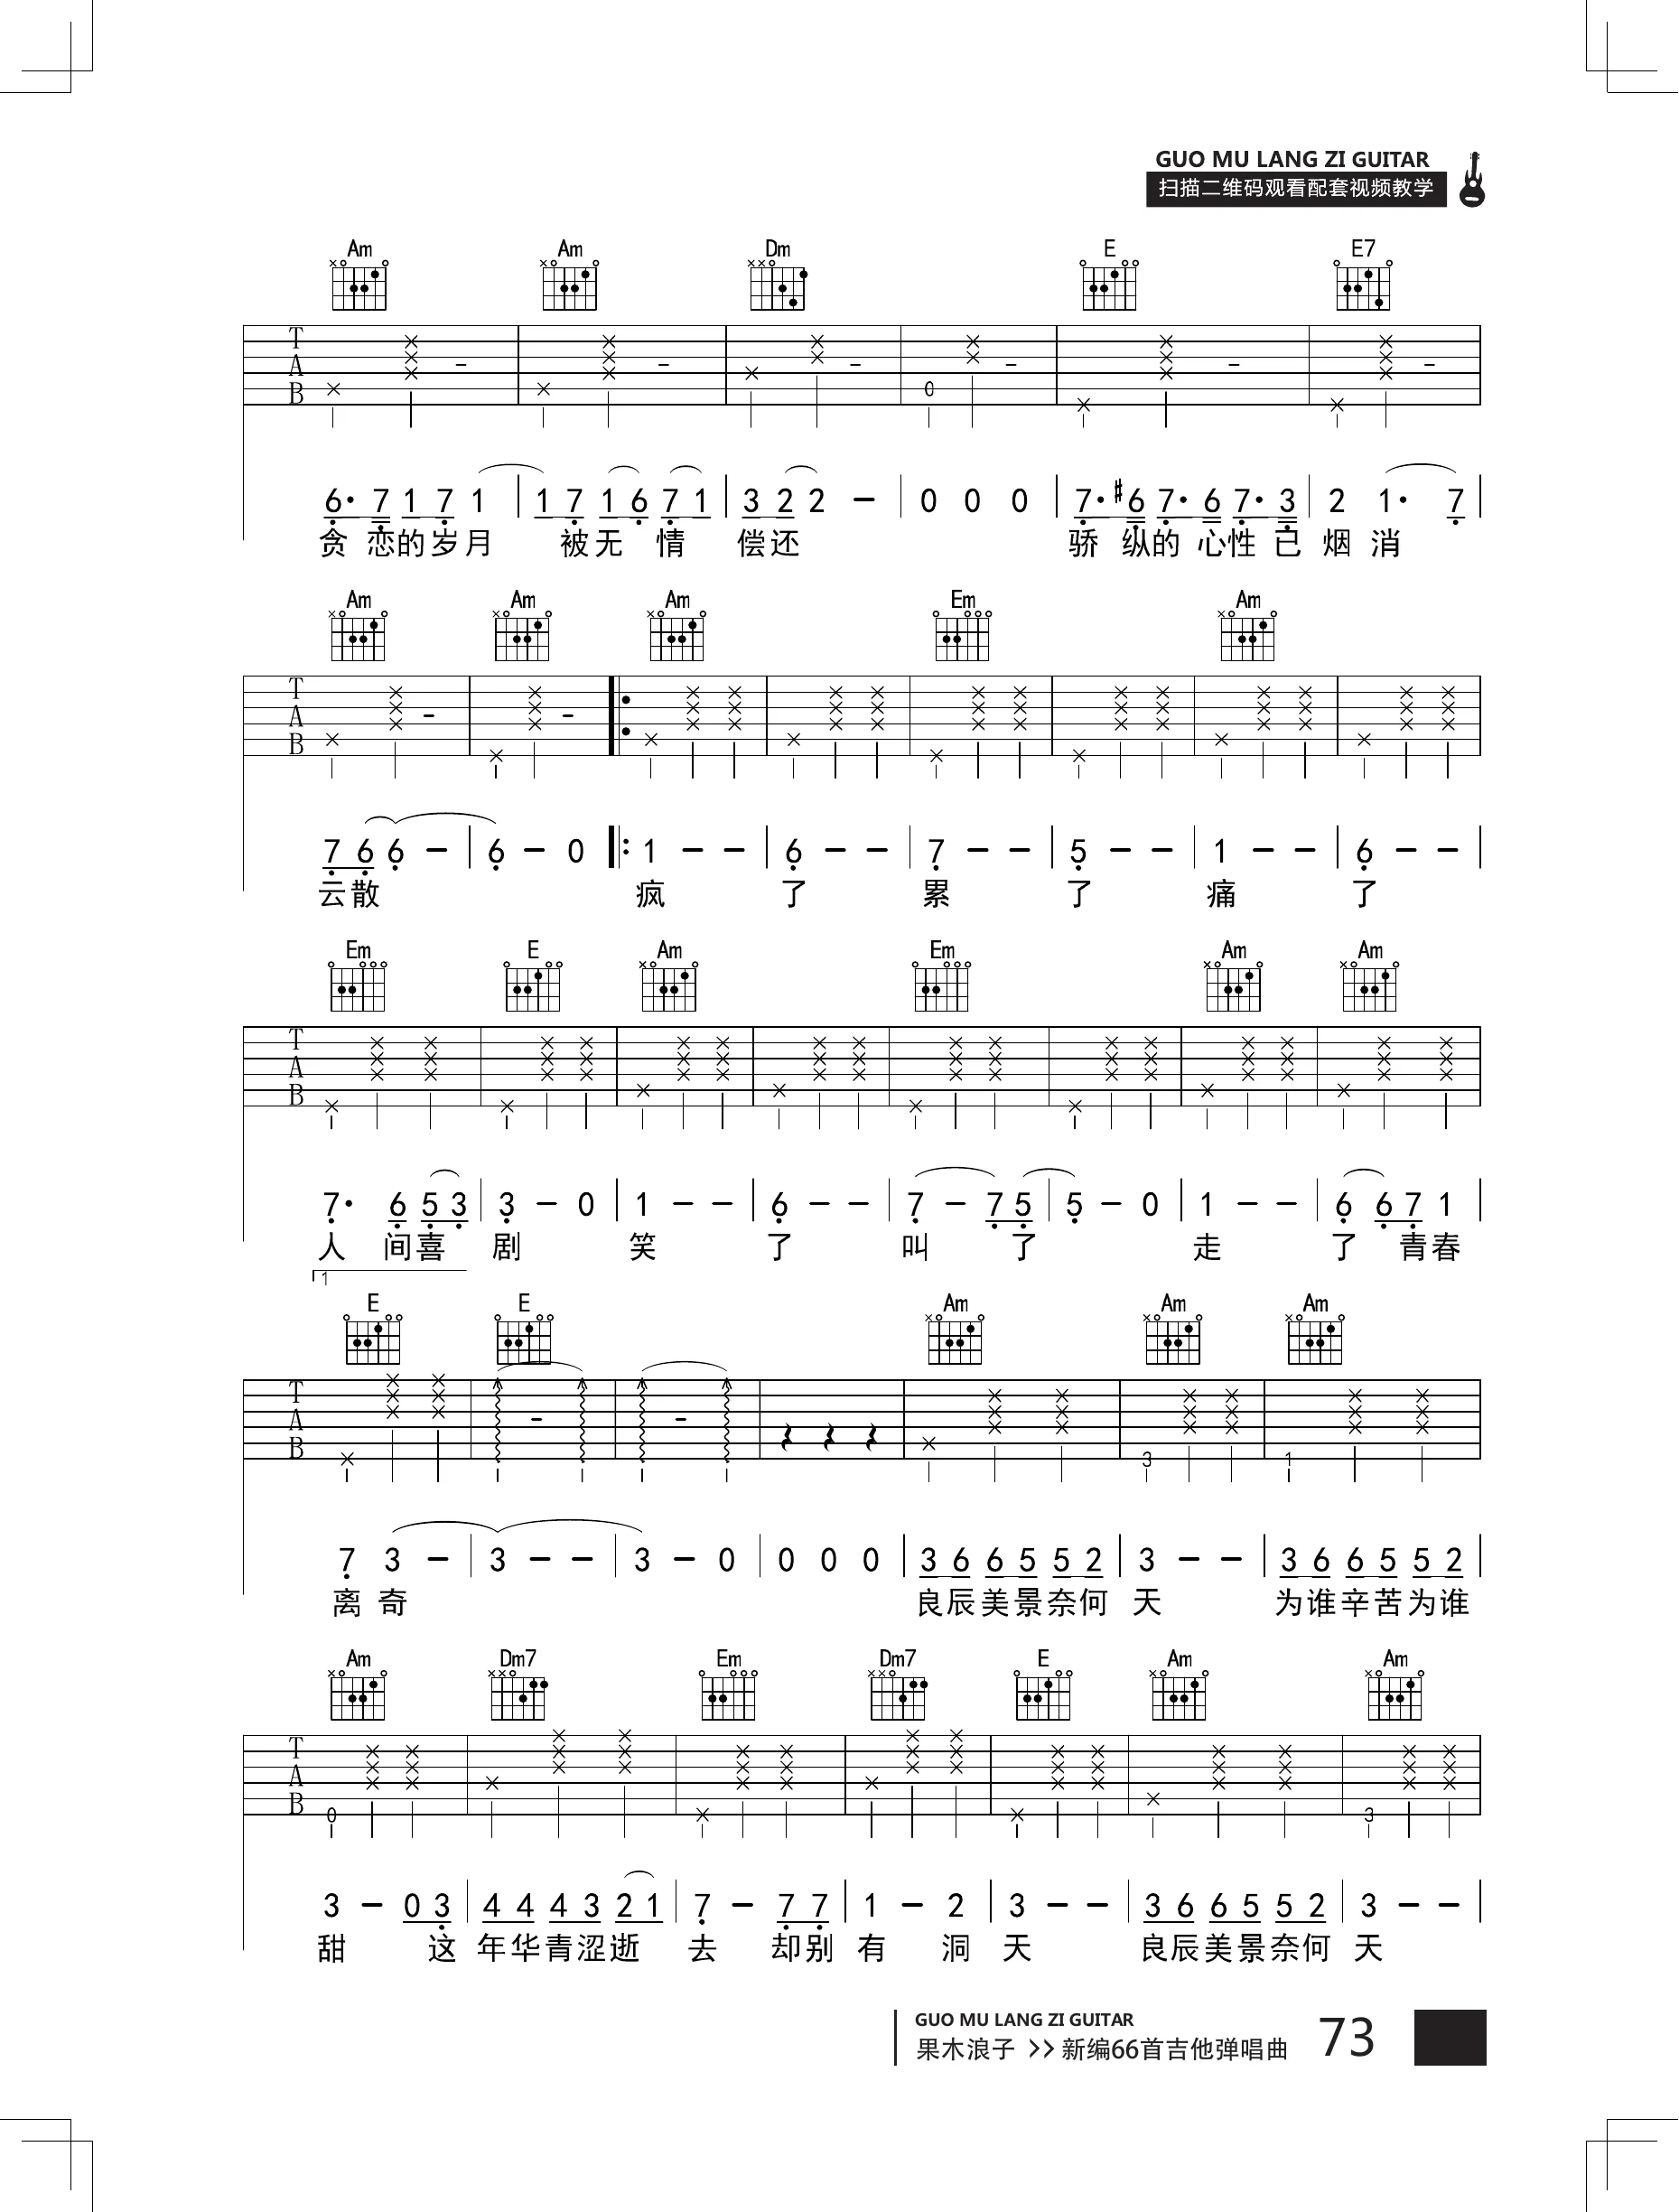 GUO MU LANG ZI GUITAR
扫描二维码观看配套视频教学
Am Am Dm E E7
T
A
B 0
6· 7 1 7 1 | 1 7 1 6 7 1 | 3 2 2 – | 0 0 0 | 7· #6 7· 6 7· 3 | 2 1· 7 |
贪 恋的岁月 被无 情 偿还 骄 纵的 心性 已 烟 消
Am Am Am Em Am
T
A
B
7 6 6 – | 6 – 0 |: 1 – – | 6 – – | 7 – – | 5 – – | 1 – – | 6 – – |
云散 疯 了 累 了 痛 了
Em E Am Em Am Am
T
A
B
7· 6 5 3 | 3 – 0 | 1 – – | 6 – – | 7 – 7 5 | 5 – 0 | 1 – – | 6 6 7 1 |
人 间喜 剧 笑 了 叫 了 走 了 青春
1
E E Am Am Am
T
A
B 3 1
7 3 – | 3 – – | 3 – 0 | 0 0 0 | 3 6 6 5 5 2 | 3 – – | 3 6 6 5 5 2 |
离 奇 良辰美景奈何 天 为谁辛苦为谁
Am Dm7 Em Dm7 E Am Am
T
A
B 0 3
3 – 0 3 | 4 4 4 3 2 1 | 7 – 7 7 | 1 – 2 | 3 – – | 3 6 6 5 5 2 | 3 – – |
甜 这 年华青涩逝 去 却别 有 洞 天 良辰美景奈何 天
GUO MU LANG ZI GUITAR
果木浪子 >> 新编66首吉他弹唱曲 73